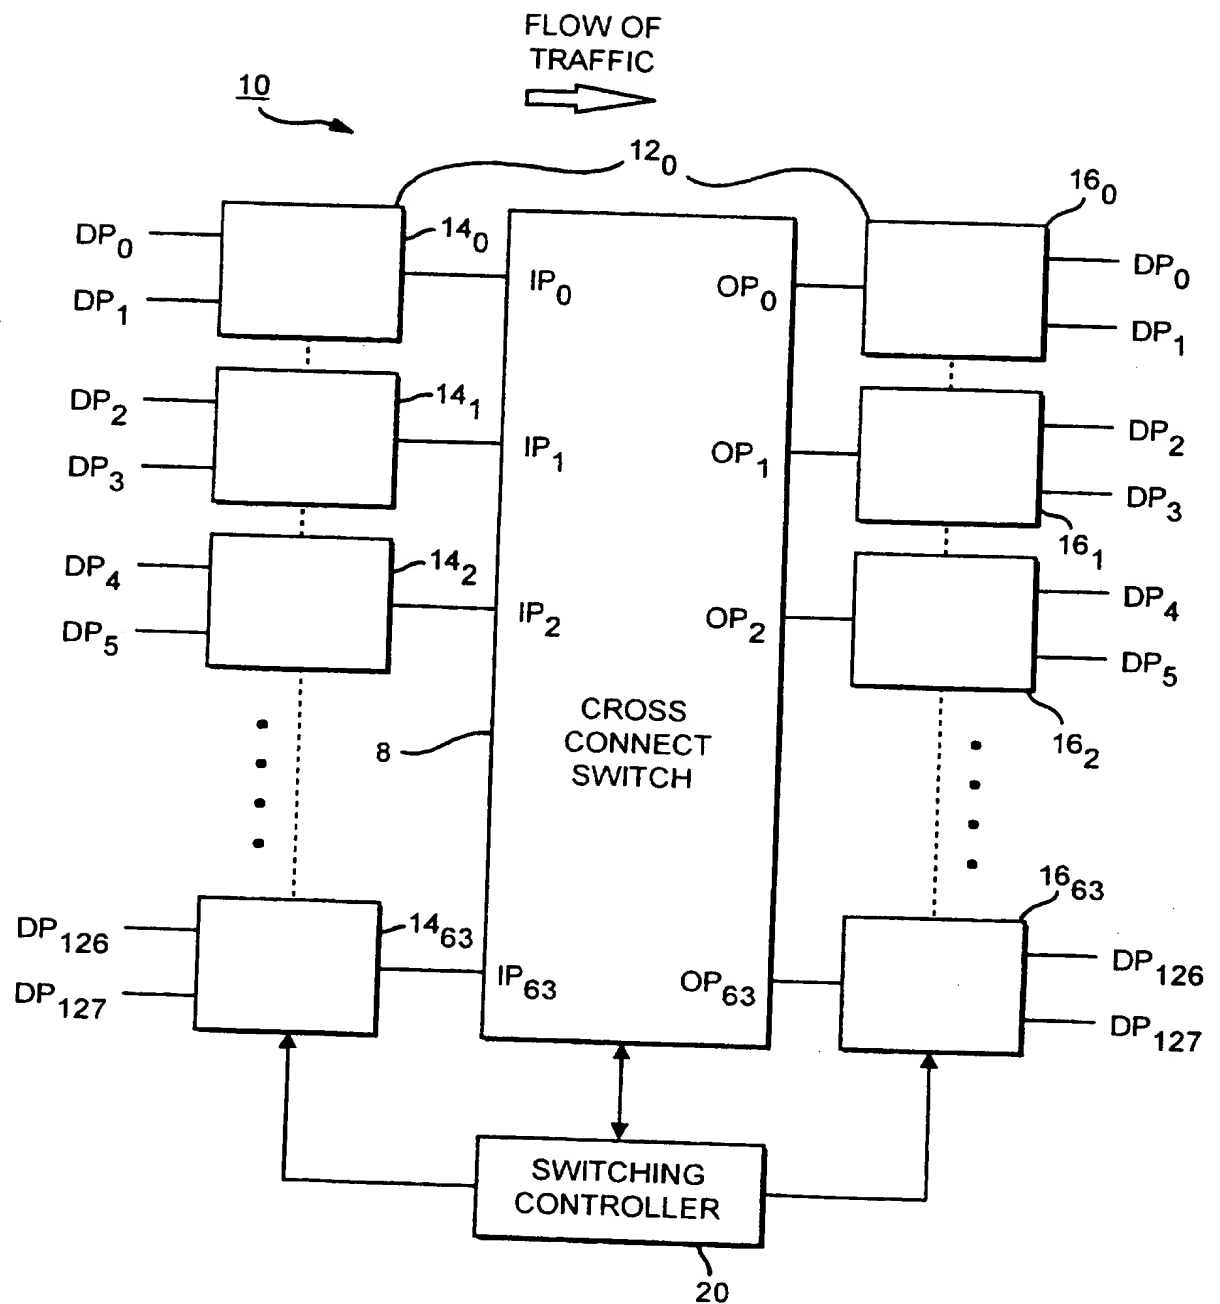 FLOW OF
TRAFFIC
10
12₀
16₀
14₀
DP₀
DP₁
IP₀
OP₀
DP₀
DP₁
14₁
DP₂
DP₃
IP₁
OP₁
DP₂
DP₃
16₁
14₂
DP₄
DP₅
IP₂
OP₂
DP₄
DP₅
16₂
8
CROSS
CONNECT
SWITCH
16₆₃
14₆₃
DP₁₂₆
DP₁₂₇
IP₆₃
OP₆₃
DP₁₂₆
DP₁₂₇
SWITCHING
CONTROLLER
20